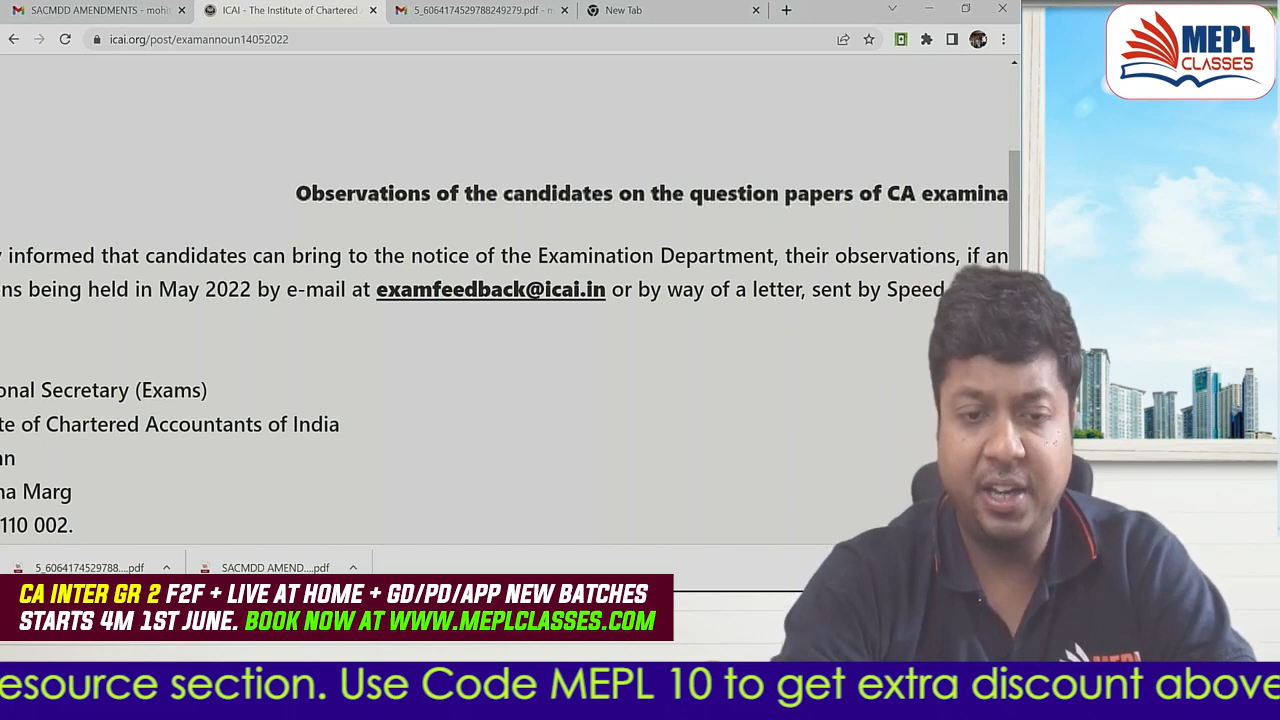 SACMDD AMENDMENTS - mohi
ICAI - The Institute of Chartered
5_6064174529788249279.pdf - m
New Tab
icai.org/post/examannoun14052022
MEPL
CLASSES
Observations of the candidates on the question papers of CA examina
informed that candidates can bring to the notice of the Examination Department, their observations, if an
ns being held in May 2022 by e-mail at examfeedback@icai.in or by way of a letter, sent by Speed
onal Secretary (Exams)
te of Chartered Accountants of India
an
na Marg
110 002.
5_6064174529788....pdf
SACMDD AMEND....pdf
CA INTER GR 2 F2F + LIVE AT HOME + GD/PD/APP NEW BATCHES
STARTS 4M 1ST JUNE. BOOK NOW AT WWW.MEPLCLASSES.COM
esource section. Use Code MEPL 10 to get extra discount above